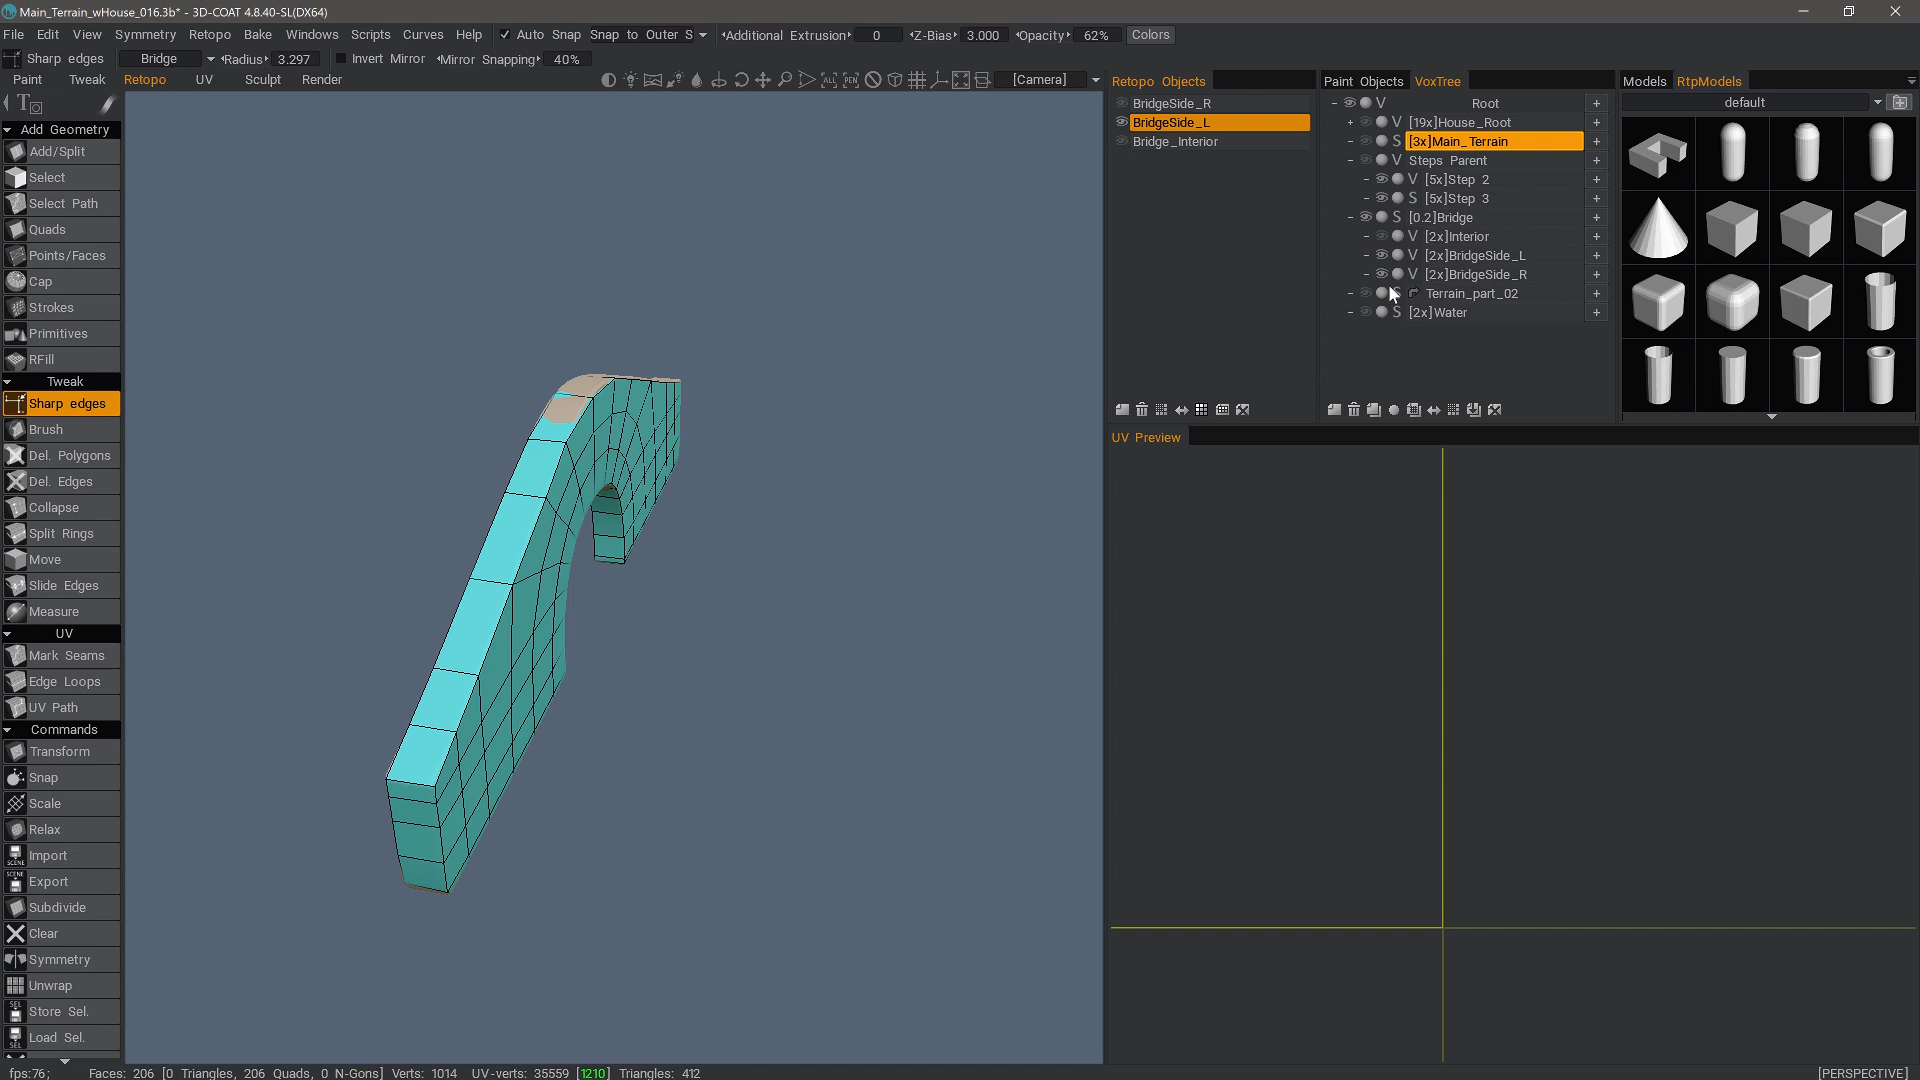 Main_Terrain_wHouse_016.3b* - 3D-COAT 4.8.40-SL(DX64)
File Edit View Symmetry Retopo Bake Windows Scripts Curves Help Auto Snap Snap to Outer S Additional Extrusion 0 Z-Bias 3.000 Opacity 62% Colors
Sharp edges Bridge Radius 3.297 Invert Mirror Mirror Snapping 40%
Paint Tweak Retopo UV Sculpt Render [Camera]
Add Geometry
Add/Split
Select
Select Path
Quads
Points/Faces
Cap
Strokes
Primitives
RFill
Tweak
Sharp edges
Brush
Del. Polygons
Del. Edges
Collapse
Split Rings
Move
Slide Edges
Measure
UV
Mark Seams
Edge Loops
UV Path
Commands
Transform
Snap
Scale
Relax
SCENE Import
SCENE Export
Subdivide
Clear
Symmetry
Unwrap
SEL Store Sel.
SEL Load Sel.
Retopo Objects
BridgeSide_R
BridgeSide_L
Bridge_Interior
Paint Objects VoxTree
V Root +
+ V [19x]House_Root +
S [3x]Main_Terrain +
V Steps Parent +
V [5x]Step 2 +
S [5x]Step 3 +
S [0.2]Bridge +
V [2x]Interior +
V [2x]BridgeSide_L +
V [2x]BridgeSide_R +
Terrain_part_02 +
S [2x]Water +
Models RtpModels
default
UV Preview
fps:76; Faces: 206 [0 Triangles, 206 Quads, 0 N-Gons] Verts: 1014 UV-verts: 35559 [1210] Triangles: 412 [PERSPECTIVE]